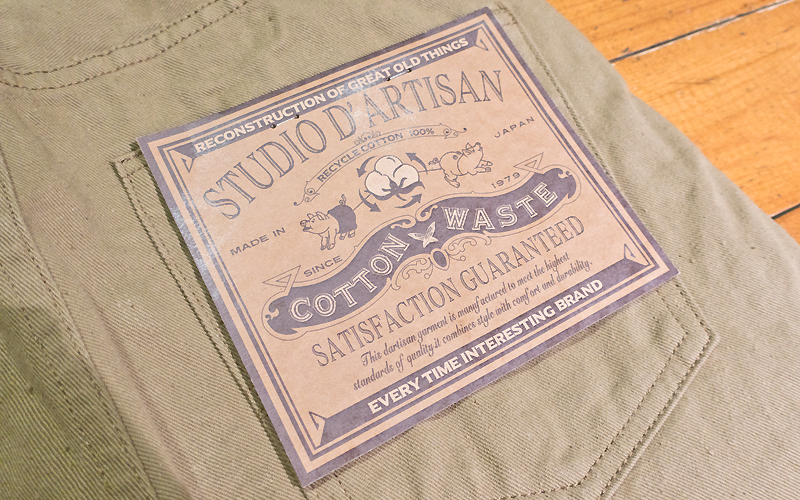 RECONSTRUCTION OF GREAT OLD THINGS
STUDIO D'ARTISAN
RECYCLE COTTON 100%
MADE IN JAPAN
SINCE 1979
COTTON WASTE
SATISFACTION GUARANTEED
This dartisan garment is manufactured to meet the highest
standards of quality.it combines style with confort and durability.
EVERY TIME INTERESTING BRAND